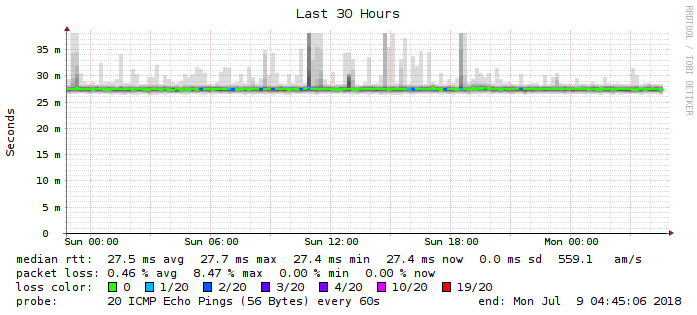 Last 30 Hours
RRDTOOL / TOBI OETIKER
Seconds
35 m
30 m
25 m
20 m
15 m
10 m
5 m
0
Sun 00:00 Sun 06:00 Sun 12:00 Sun 18:00 Mon 00:00
median rtt: 27.5 ms avg 27.7 ms max 27.4 ms min 27.4 ms now 0.0 ms sd 559.1 am/s
packet loss: 0.46 % avg 8.47 % max 0.00 % min 0.00 % now
loss color: 0 1/20 2/20 3/20 4/20 10/20 19/20
probe: 20 ICMP Echo Pings (56 Bytes) every 60s end: Mon Jul 9 04:45:06 2018